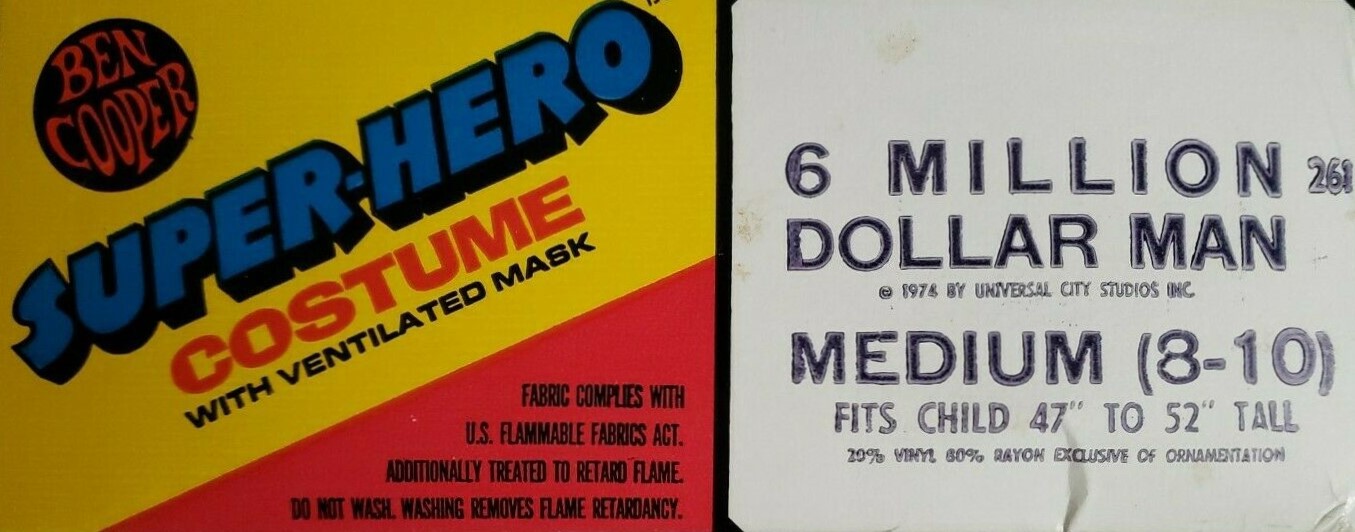 BEN
COOPER
SUPER-HERO
COSTUME
WITH VENTILATED MASK
FABRIC COMPLIES WITH
U.S. FLAMMABLE FABRICS ACT.
ADDITIONALLY TREATED TO RETARD FLAME.
DO NOT WASH. WASHING REMOVES FLAME RETARDANCY.
6 MILLION 261
DOLLAR MAN
© 1974 BY UNIVERSAL CITY STUDIOS INC.
MEDIUM (8-10)
FITS CHILD 47" TO 52" TALL
20% VINYL 80% RAYON EXCLUSIVE OF ORNAMENTATION